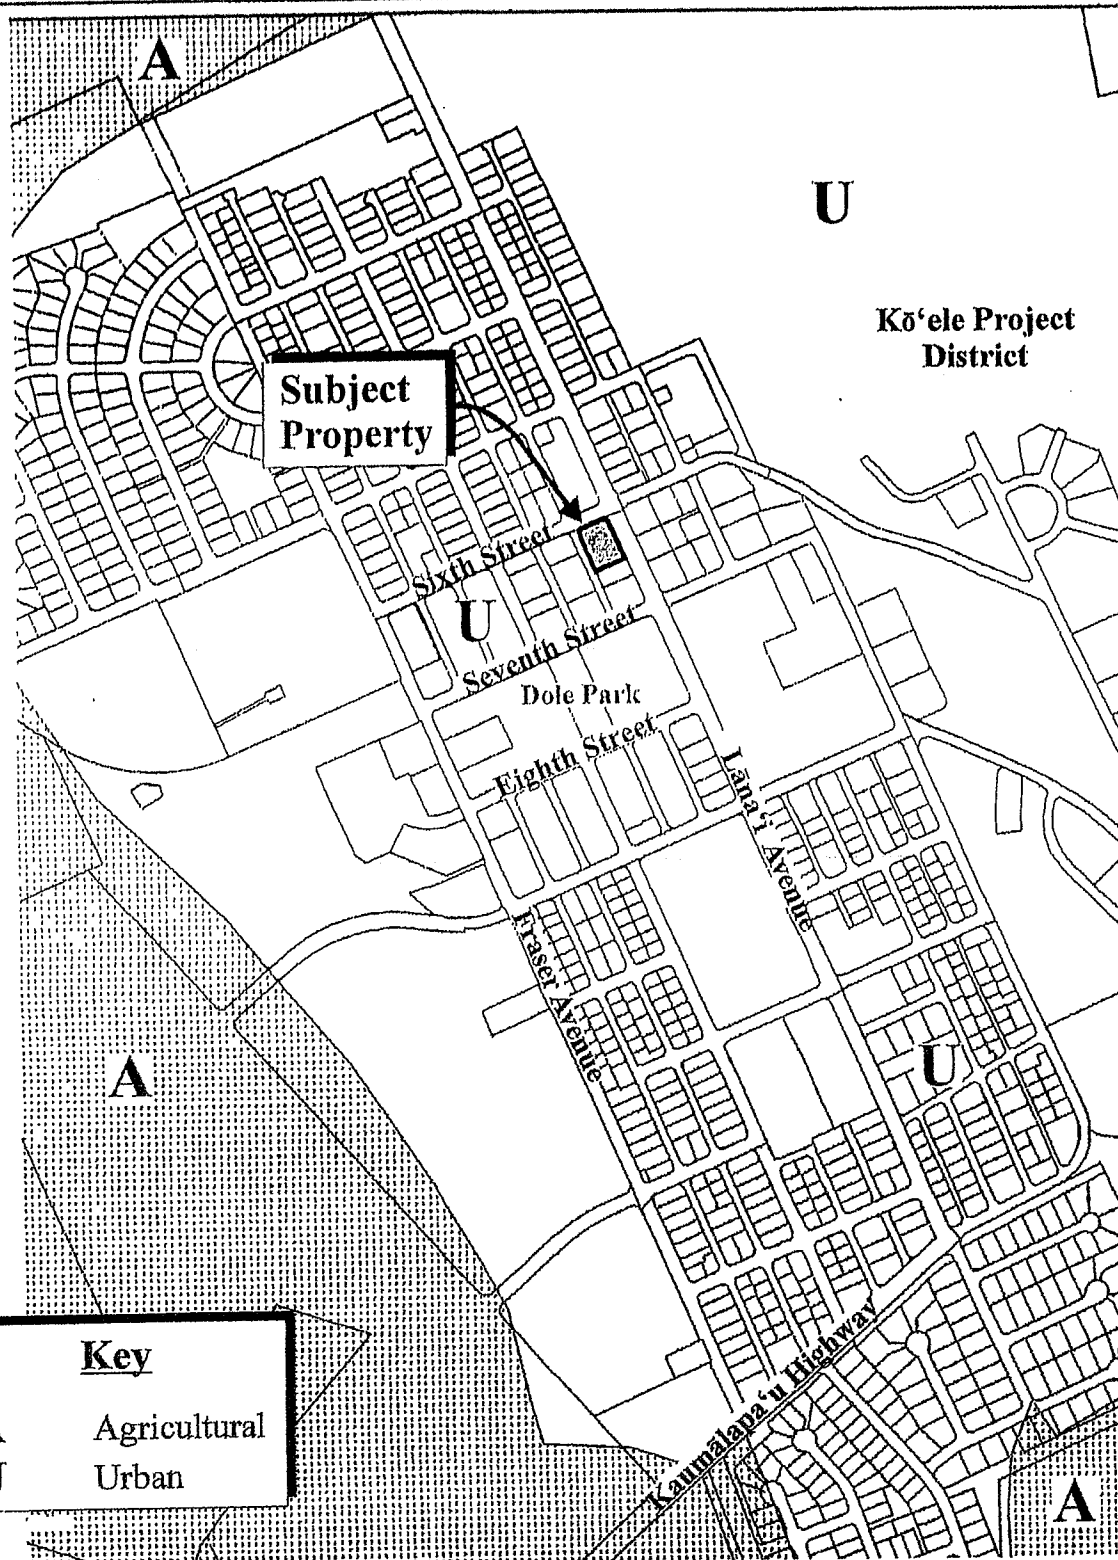 A
U
Kō‘ele Project
District
Subject
Property
Sixth Street
U
Seventh Street
Dole Park
Eighth Street
Lāna‘i Avenue
Fraser Avenue
A
U
Key
Agricultural
U Urban
Kaumālapa‘u Highway
A